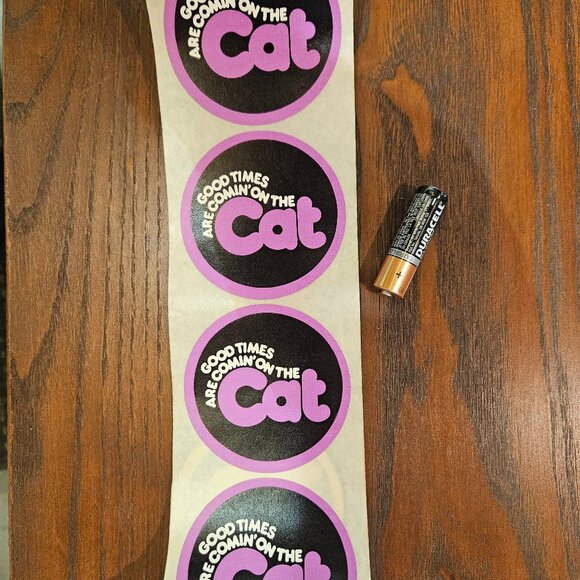 GOOD TIMES
ARE COMIN' ON THE
Cat
GOOD TIMES
ARE COMIN' ON THE
Cat
GOOD TIMES
ARE COMIN' ON THE
Cat
GOOD TIMES
ARE COMIN' ON THE
Cat
DURACELL
+